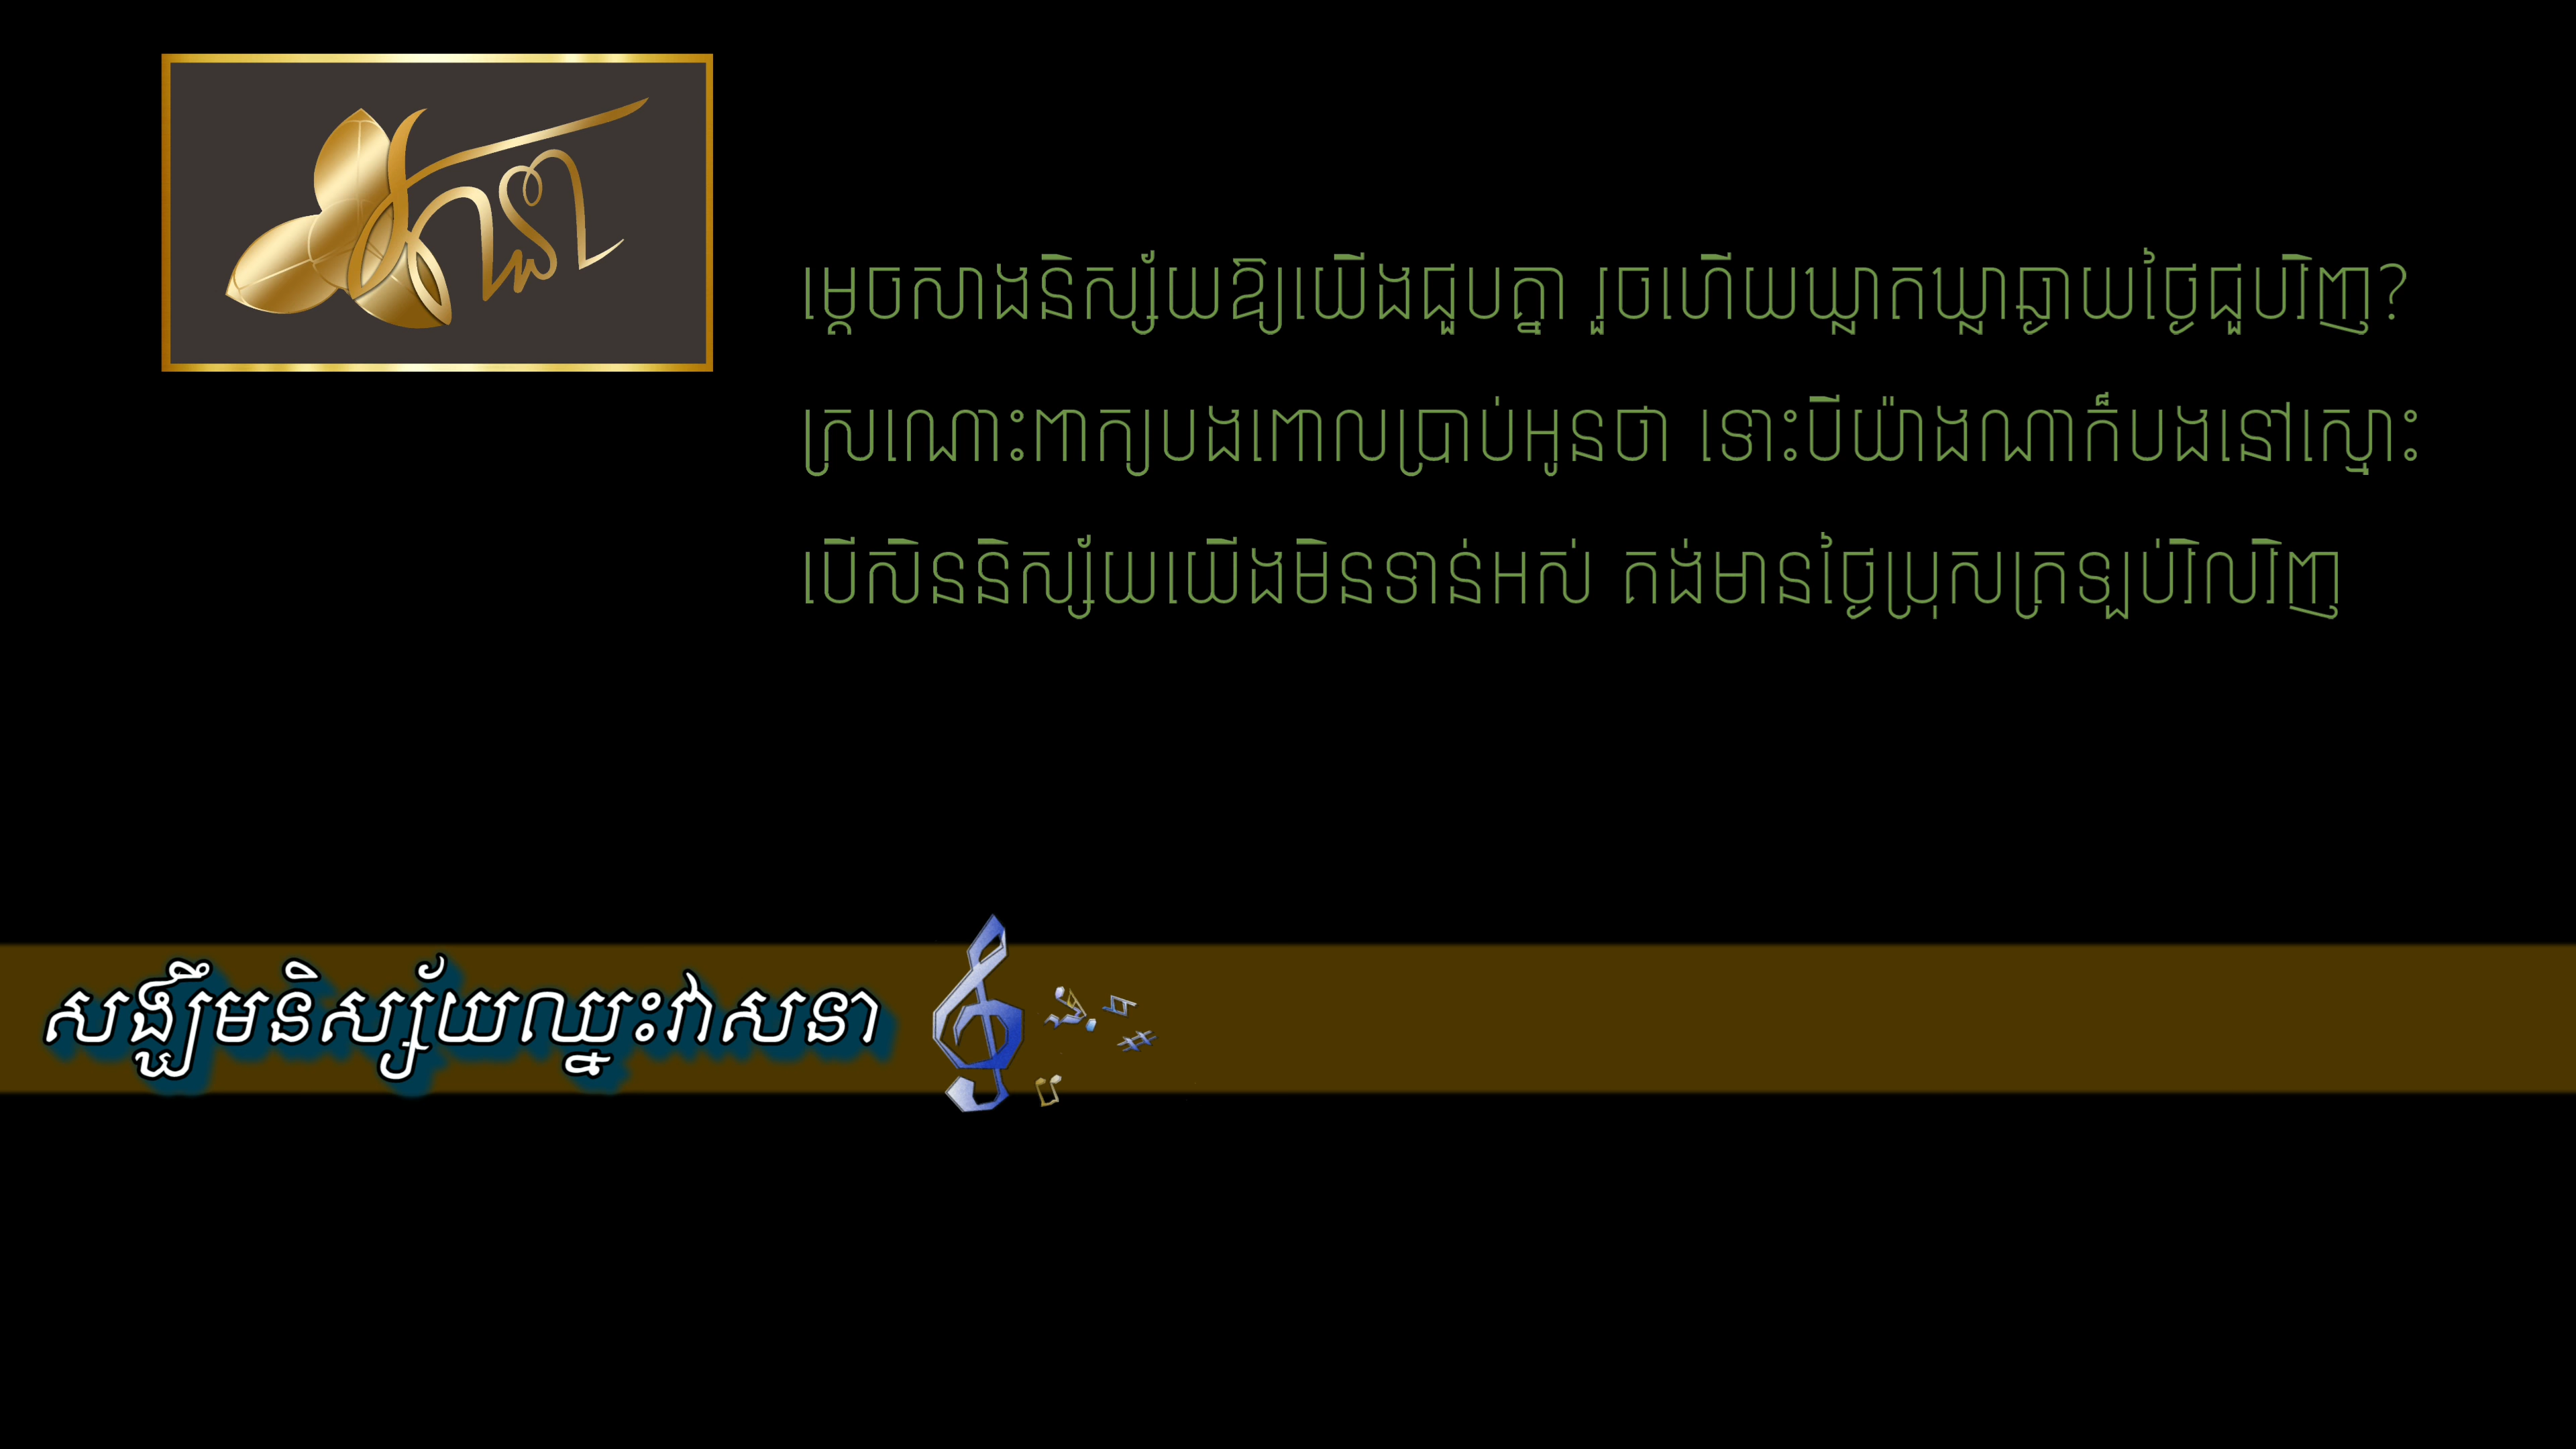 ម្ដេចសាងនិស្ស័យឱ្យយើងជួបគ្នា រួចហើយឃ្លាតឃ្លាឆ្ងាយថ្ងៃជួបវិញ?
ស្រណោះពាក្យបងពោលប្រាប់អូនថា ទោះបីយ៉ាងណាក៏បងនៅស្មោះ
បើសិននិស្ស័យយើងមិនទាន់អស់ គង់មានថ្ងៃប្រុសត្រឡប់វិលវិញ
សង្ឃឹមនិស្ស័យឈ្នះវាសនា